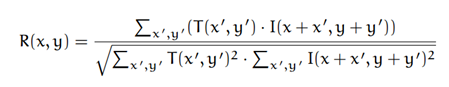 R(x, y) = ∑x′,y′(T(x′, y′) · I(x + x′, y + y′)) / √(∑x′,y′ T(x′, y′)² · ∑x′,y′ I(x + x′, y + y′)²)